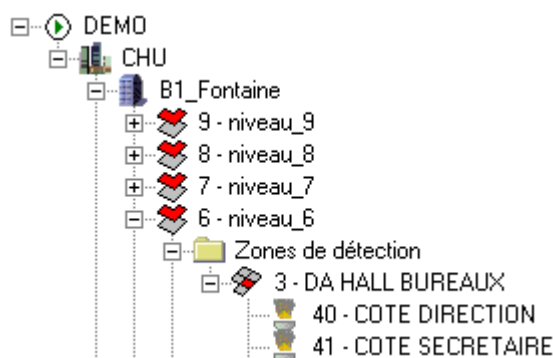 DEMO
CHU
B1_Fontaine
9 - niveau_9
8 - niveau_8
7 - niveau_7
6 - niveau_6
Zones de détection
3 - DA HALL BUREAUX
40 - COTE DIRECTION
41 - COTE SECRETAIRE